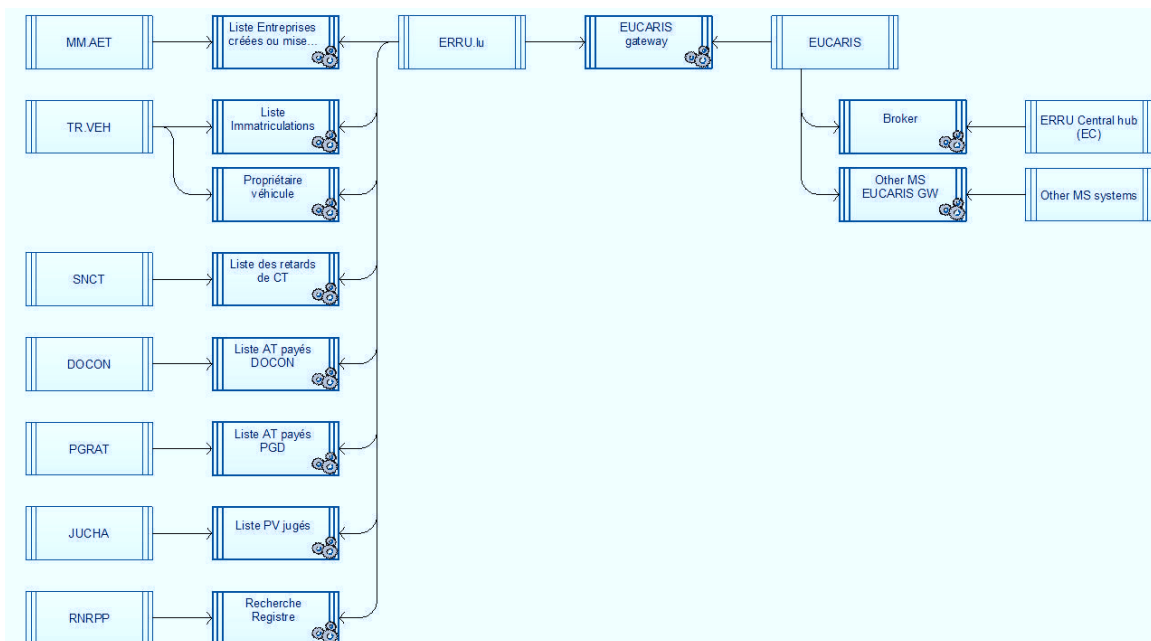 MM.AET
Liste Entreprises
créées ou mise...
ERRU.lu
EUCARIS
gateway
EUCARIS
TR.VEH
Liste
Immatriculations
Broker
ERRU Central hub
(EC)
Propriétaire
véhicule
Other MS
EUCARIS GW
Other MS systems
SNCT
Liste des retards
de CT
DOCON
Liste AT payés
DOCON
PGRAT
Liste AT payés
PGD
JUCHA
Liste PV jugés
RNRPP
Recherche
Registre